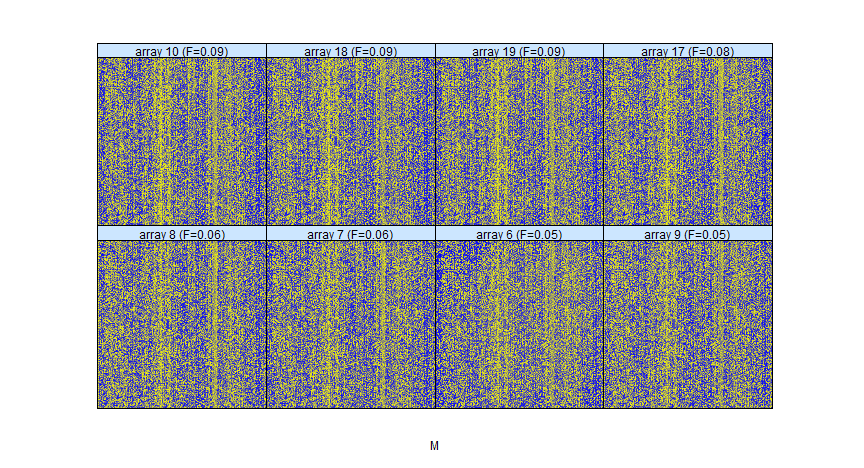 array 10 (F=0.09) array 18 (F=0.09) array 19 (F=0.09) array 17 (F=0.08)
array 8 (F=0.06) array 7 (F=0.06) array 6 (F=0.05) array 9 (F=0.05)
M